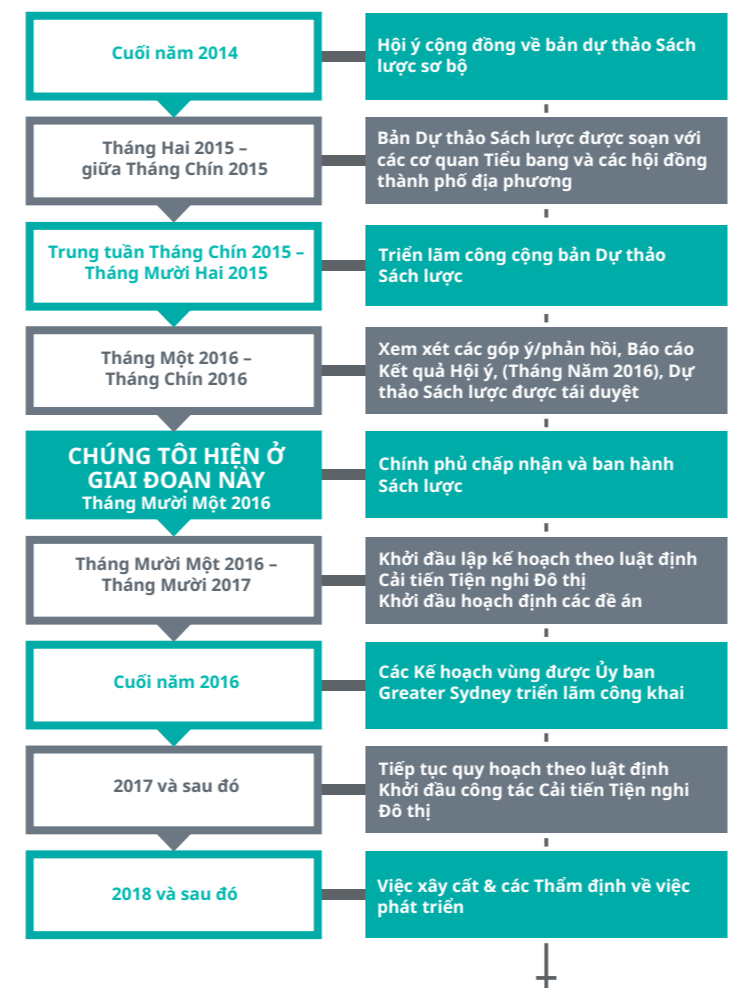 Cuối năm 2014
Hội ý cộng đồng về bản dự thảo Sách
lược sơ bộ
Tháng Hai 2015 –
giữa Tháng Chín 2015
Bản Dự thảo Sách lược được soạn với
các cơ quan Tiểu bang và các hội đồng
thành phố địa phương
Trung tuần Tháng Chín 2015 –
Tháng Mười Hai 2015
Triển lãm công cộng bản Dự thảo
Sách lược
Tháng Một 2016 –
Tháng Chín 2016
Xem xét các góp ý/phản hồi, Báo cáo
Kết quả Hội ý, (Tháng Năm 2016), Dự
thảo Sách lược được tái duyệt
CHÚNG TÔI HIỆN Ở
GIAI ĐOẠN NÀY
Tháng Mười Một 2016
Chính phủ chấp nhận và ban hành
Sách lược
Tháng Mười Một 2016 –
Tháng Mười 2017
Khởi đầu lập kế hoạch theo luật định
Cải tiến Tiện nghi Đô thị
Khởi đầu hoạch định các đề án
Cuối năm 2016
Các Kế hoạch vùng được Ủy ban
Greater Sydney triển lãm công khai
2017 và sau đó
Tiếp tục quy hoạch theo luật định
Khởi đầu công tác Cải tiến Tiện nghi
Đô thị
2018 và sau đó
Việc xây cất & các Thẩm định về việc
phát triển